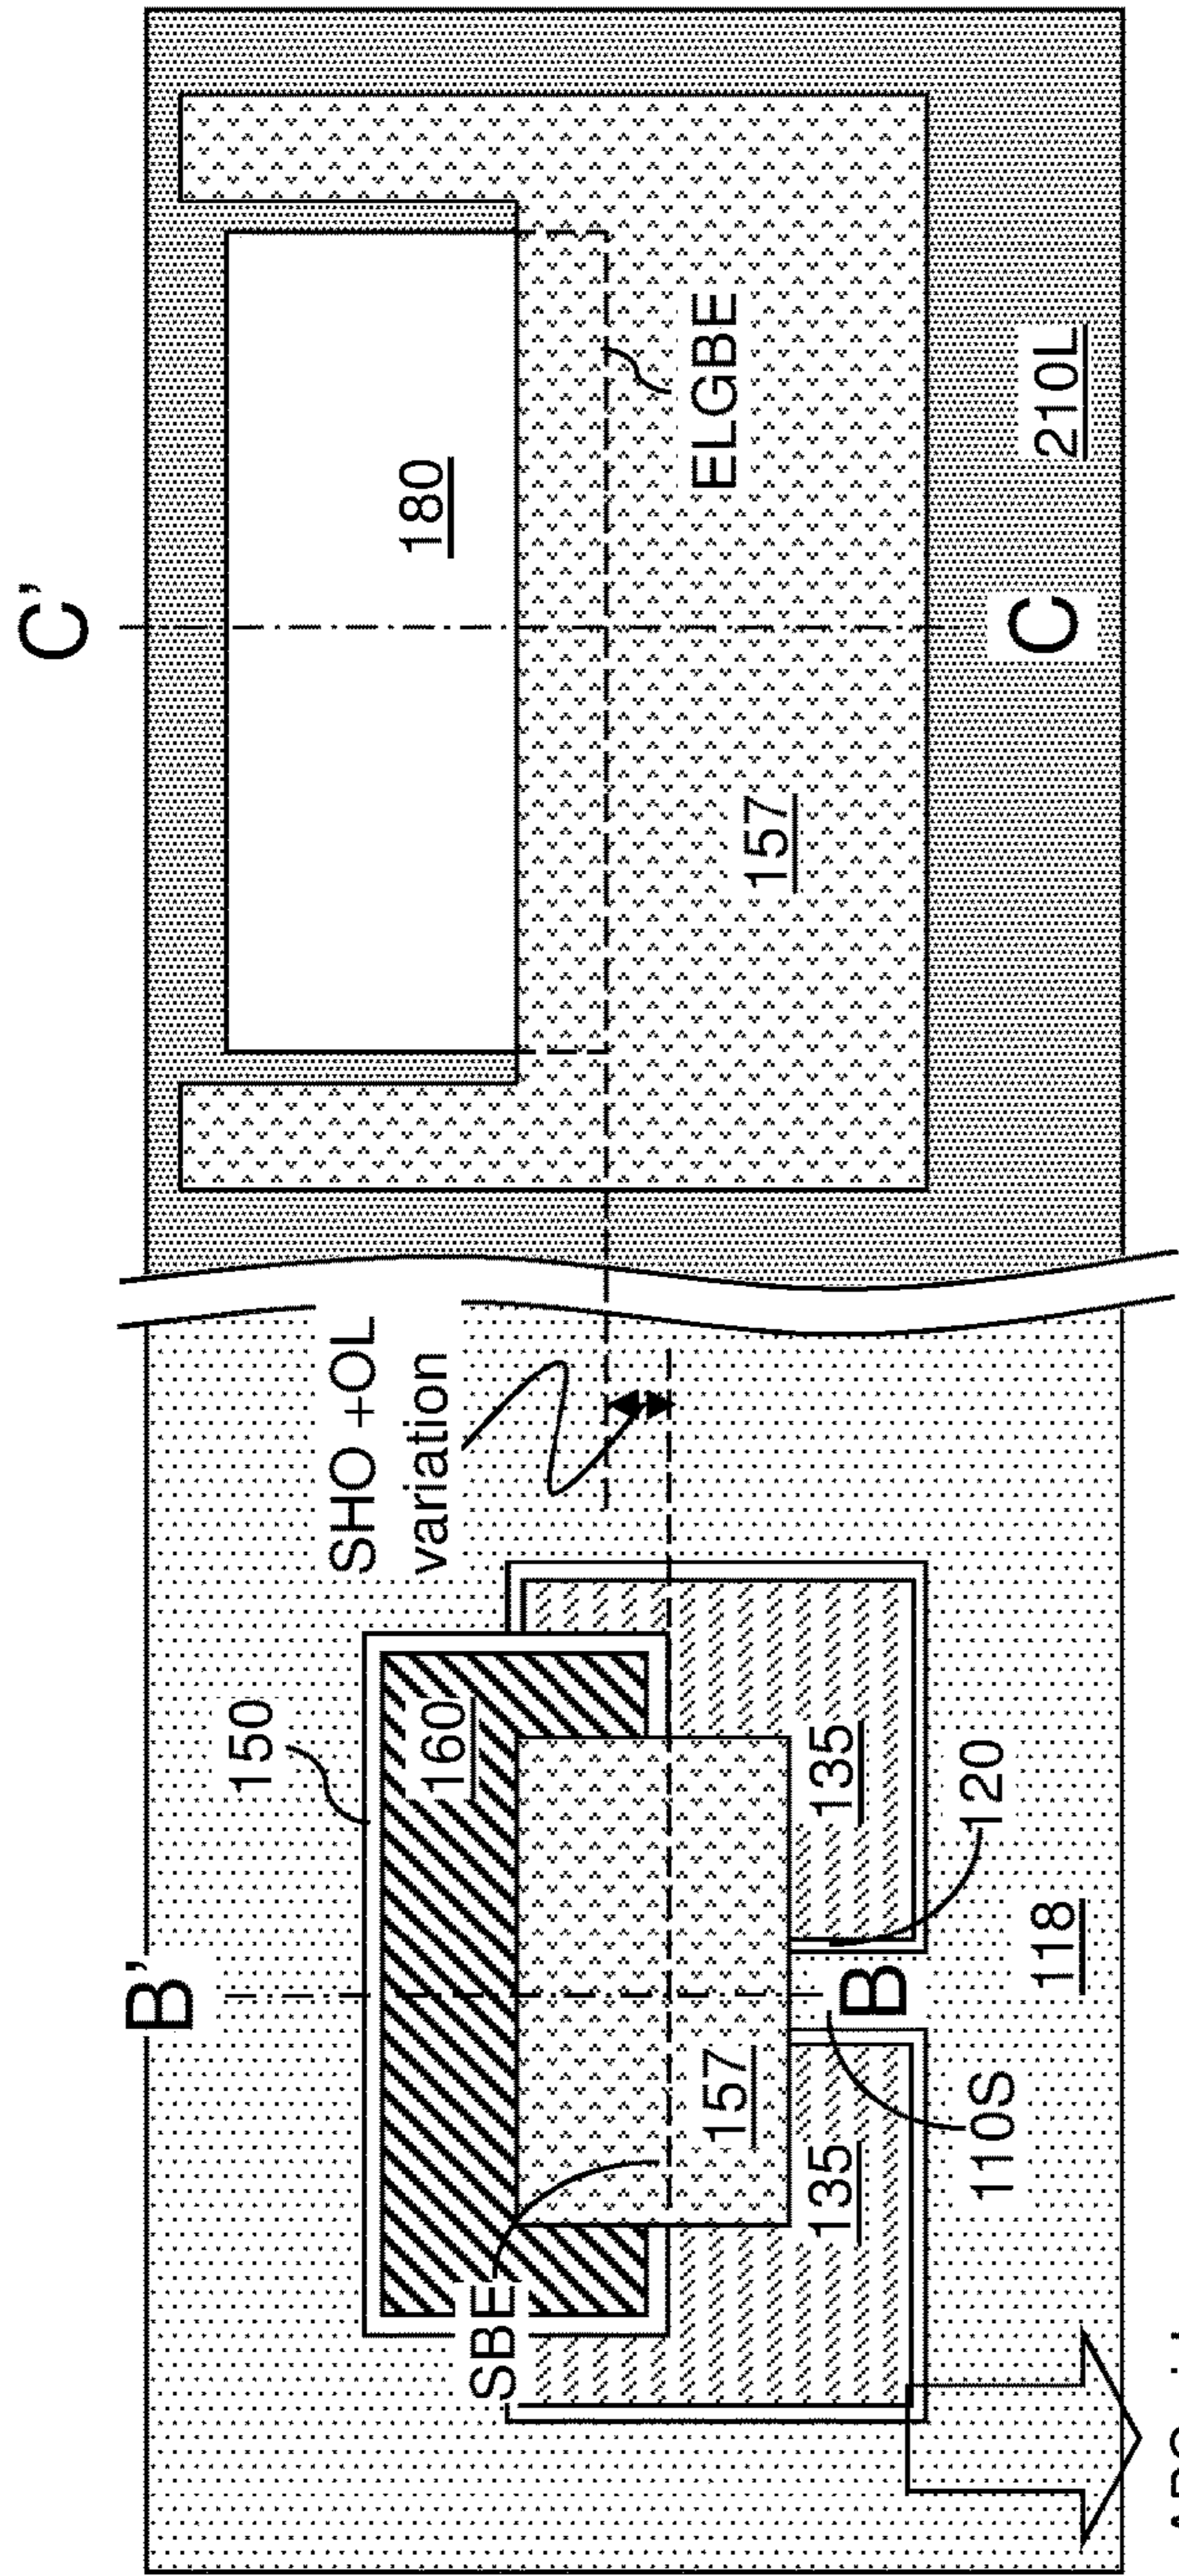 B'
C'
150
160
SHO +OL
variation
180
SBE
157
ELGBE
157
135
135
120
B
110S
118
210L
C